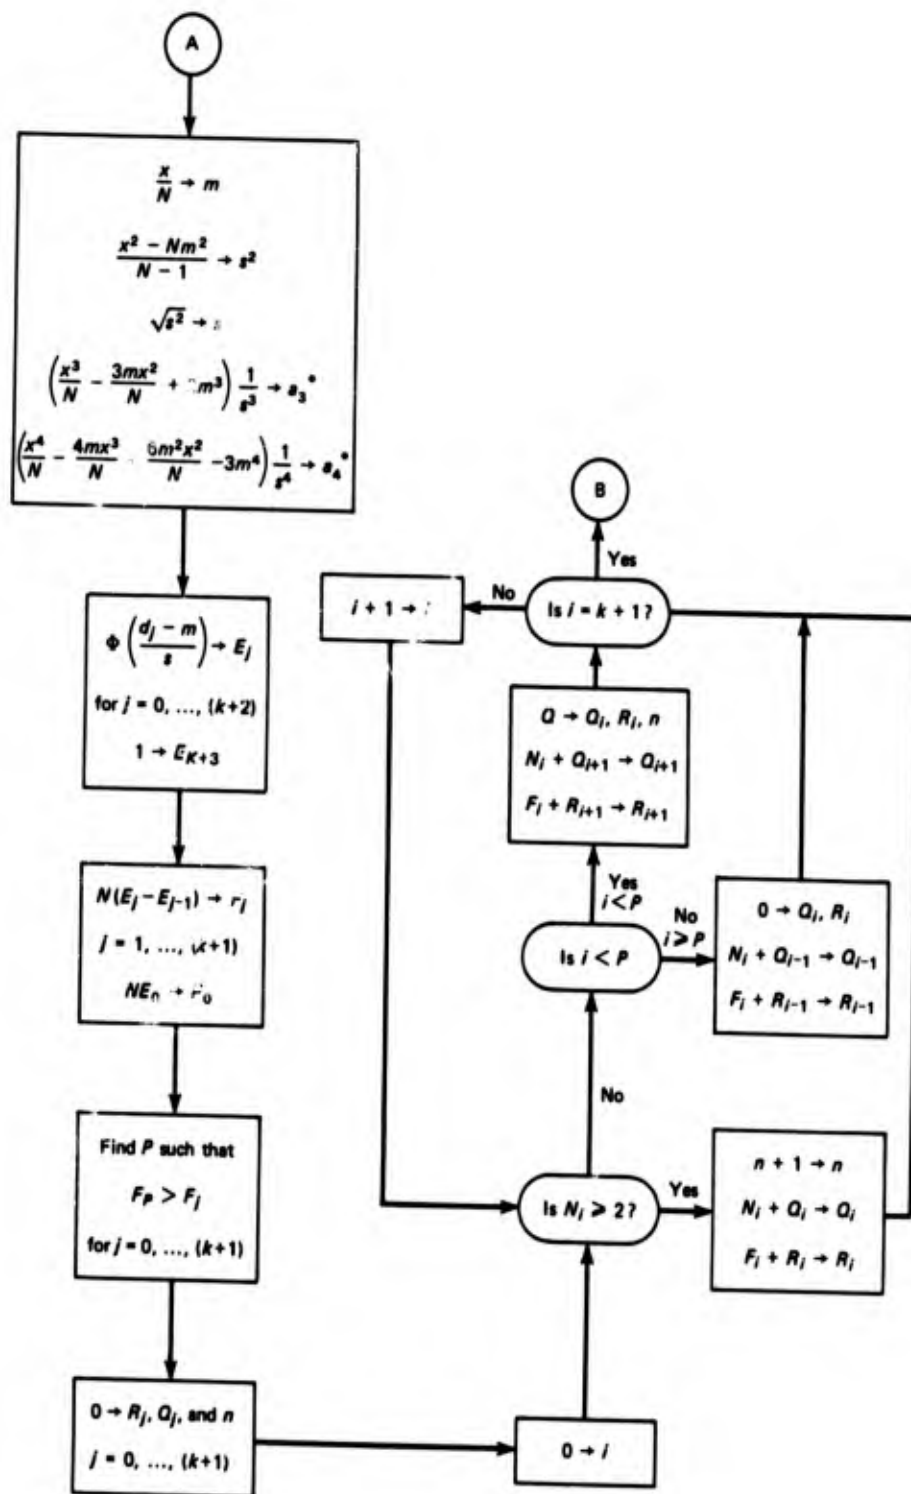 A
x/N → m
(x² − Nm²)/(N − 1) → s²
√s² →
(x³/N − 3mx²/N + m³) 1/s³ → a₃*
(x⁴/N − 4mx³/N 6m²x²/N −3m⁴) 1/s⁴ → a₄*
Φ((dⱼ − m)/s) → Eⱼ
for j = 0, ..., (k+2)
1 → E_K+3
N(Eⱼ − Eⱼ₋₁) →
j = 1, ..., +1)
NE →
Find P such that
F_P > Fⱼ
for j = 0, ..., (k+1)
0 → Rⱼ, Qⱼ, and n
j = 0, ..., (k+1)
0 → i
Is Nᵢ ⩾ 2?
Yes
n + 1 → n
Nᵢ + Qᵢ → Qᵢ
Fᵢ + Rᵢ → Rᵢ
No
Is i < P
No
i ⩾ P
0 → Qᵢ, Rᵢ
Nᵢ + Qᵢ₋₁ → Qᵢ₋₁
Fᵢ + Rᵢ₋₁ → Rᵢ₋₁
Yes
i < P
Q → Qᵢ, Rᵢ, n
Nᵢ + Qᵢ₊₁ → Qᵢ₊₁
Fᵢ + Rᵢ₊₁ → Rᵢ₊₁
Is i = k + 1?
No
i + 1 →
Yes
B